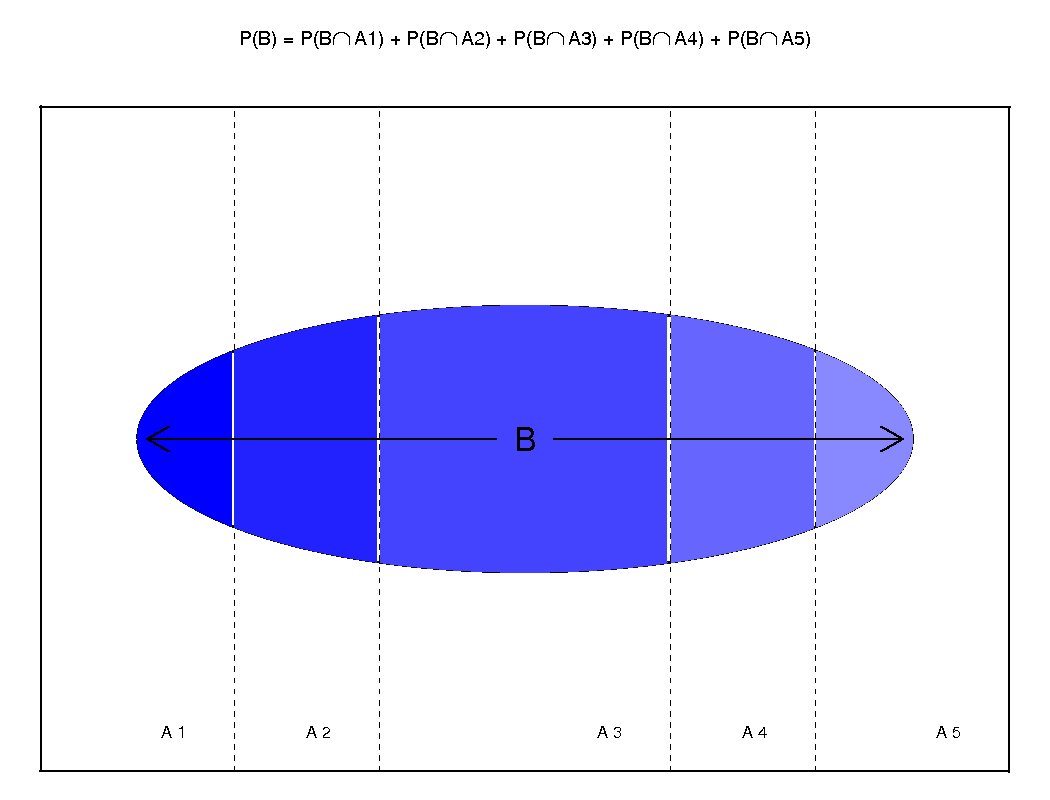 P(B) = P(B∩A1) + P(B∩A2) + P(B∩A3) + P(B∩A4) + P(B∩A5)
B
A 1 A 2 A 3 A 4 A 5